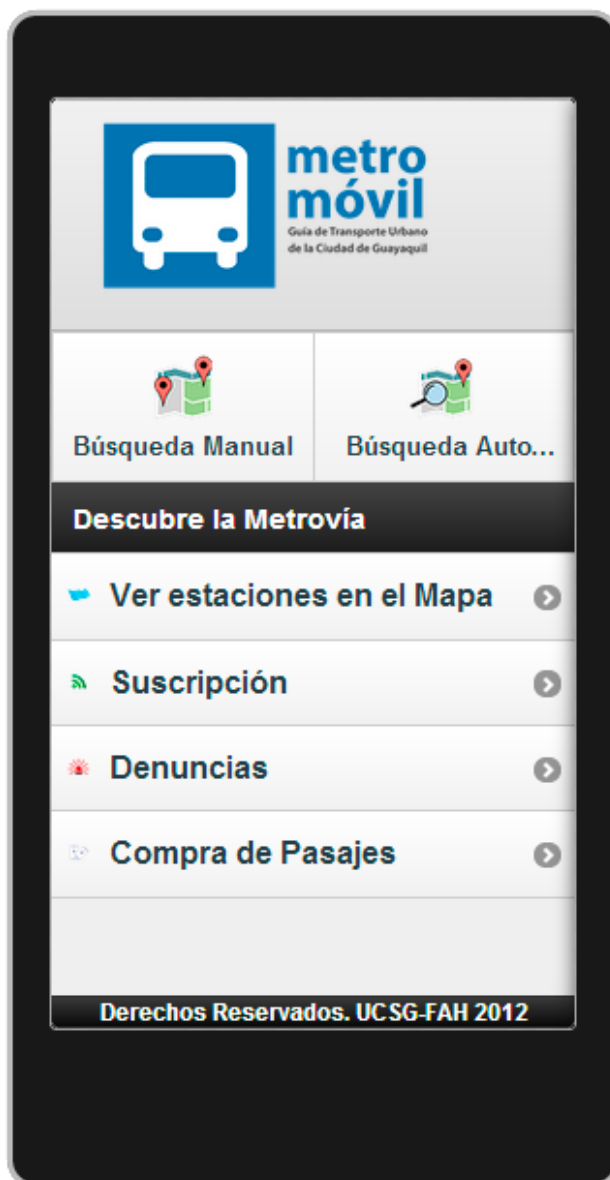 metro
móvil
Guía de Transporte Urbano
de la Ciudad de Guayaquil
Búsqueda Manual
Búsqueda Auto...
Descubre la Metrovía
Ver estaciones en el Mapa
Suscripción
Denuncias
Compra de Pasajes
Derechos Reservados. UCSG-FAH 2012